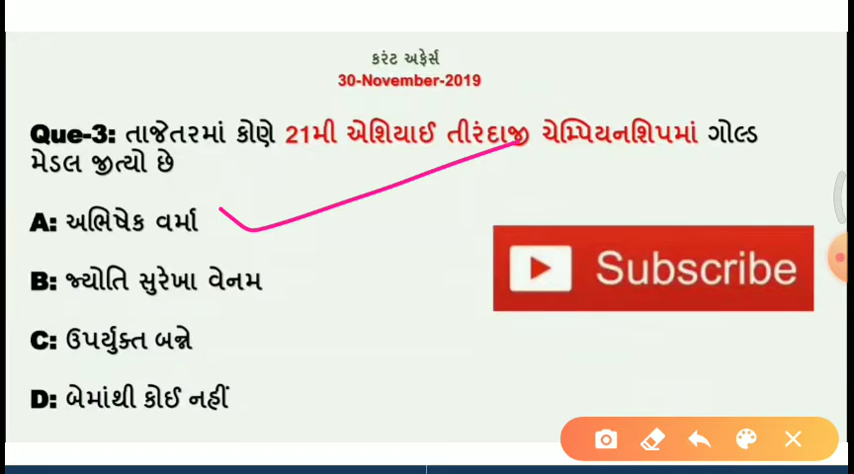 કરંટ અફેર્સ
30-November-2019
Que-3: તાજેતરમાં કોણે 21મી એશિયાઈ તીરંદાજી ચેમ્પિયનશિપમાં ગોલ્ડ
મેડલ જીત્યો છે
A: અભિષેક વર્મા
B: જ્યોતિ સુરેખા વેનમ
Subscribe
C: ઉપર્યુક્ત બન્ને
D: બેમાંથી કોઈ નહીં